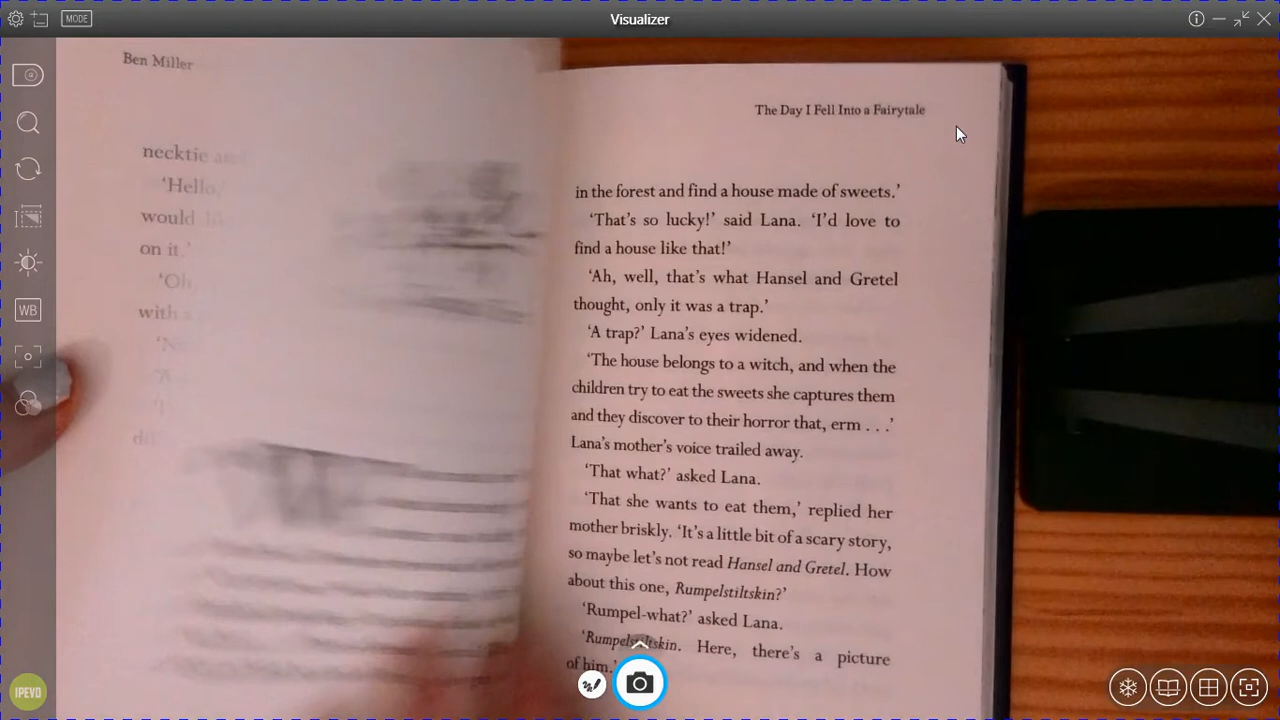 MODE
Visualizer
WB
IPEVO
Ben Miller
necktie
'Hello,
would
on it.'
'Oh,
with a
The Day I Fell Into a Fairytale
in the forest and find a house made of sweets.'
'That's so lucky!' said Lana. 'I'd love to
find a house like that!'
'Ah, well, that's what Hansel and Gretel
thought, only it was a trap.'
'A trap?' Lana's eyes widened.
'The house belongs to a witch, and when the
children try to eat the sweets she captures them
and they discover to their horror that, erm . . .'
Lana's mother's voice trailed away.
'That what?' asked Lana.
'That she wants to eat them,' replied her
mother briskly. 'It's a little bit of a scary story,
so maybe let's not read Hansel and Gretel. How
about this one, Rumpelstiltskin?'
'Rumpel-what?' asked Lana.
'Rumpelstiltskin. Here, there's a picture
of him.'